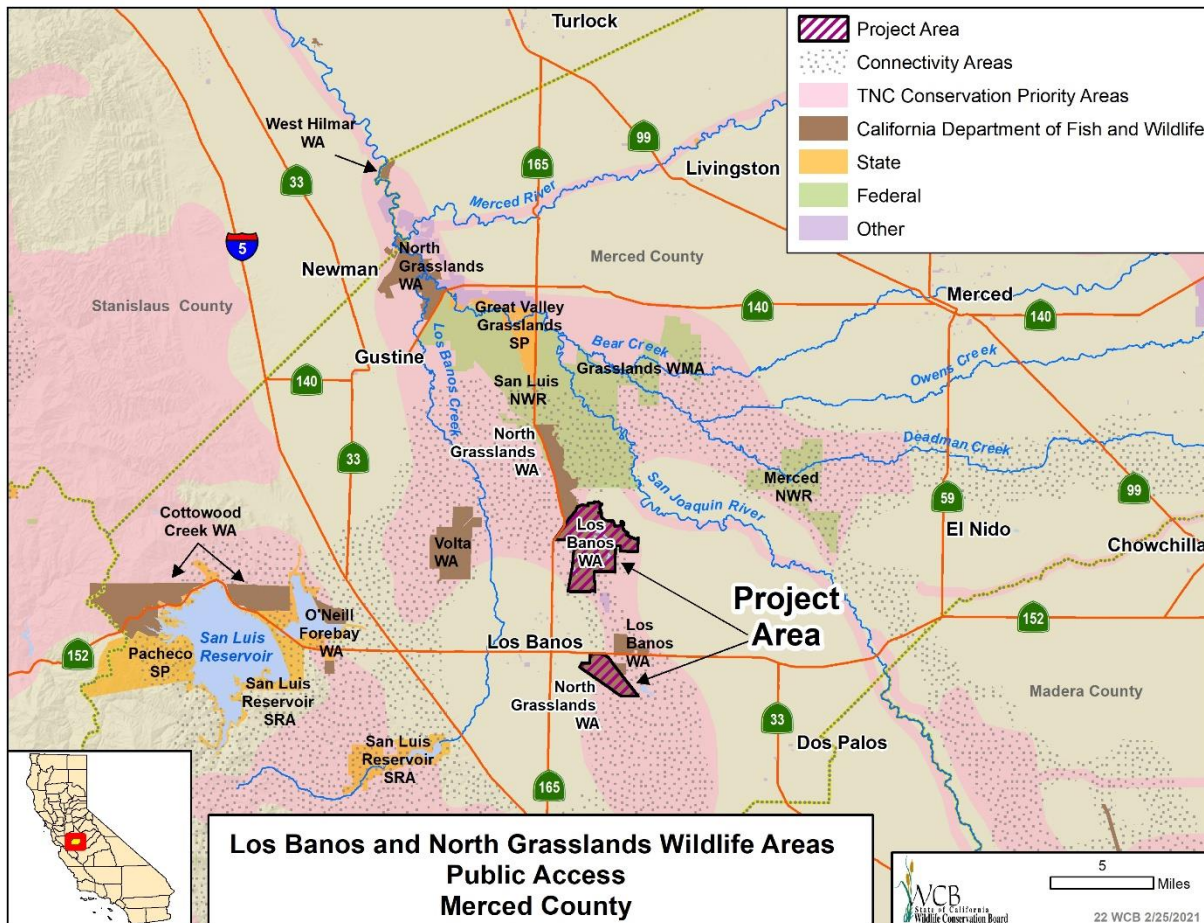 Turlock
Project Area
Connectivity Areas
TNC Conservation Priority Areas
California Department of Fish and Wildlife
State
Federal
Other
West Hilmar
WA
33
165
99
Livingston
5
Merced River
Newman
North
Grasslands
WA
Merced County
Merced
Stanislaus County
140
140
Great Valley
Grasslands
SP
Bear Creek
Grasslands WMA
Owens Creek
Gustine
Los Banos Creek
140
San Luis
NWR
North
Grasslands
WA
Deadman Creek
33
Merced
NWR
San Joaquin River
59
99
El Nido
Chowchilla
Cottowood
Creek WA
Volta
WA
Los
Banos
WA
Project
Area
O'Neill
Forebay
WA
San Luis
Reservoir
Pacheco
SP
152
San Luis
Reservoir
SRA
Los Banos
Los
Banos
WA
152
North
Grasslands
WA
Madera County
33
Dos Palos
San Luis
Reservoir
SRA
165
Los Banos and North Grasslands Wildlife Areas
Public Access
Merced County
WCB
State of California
Wildlife Conservation Board
5
Miles
22 WCB 2/25/2021